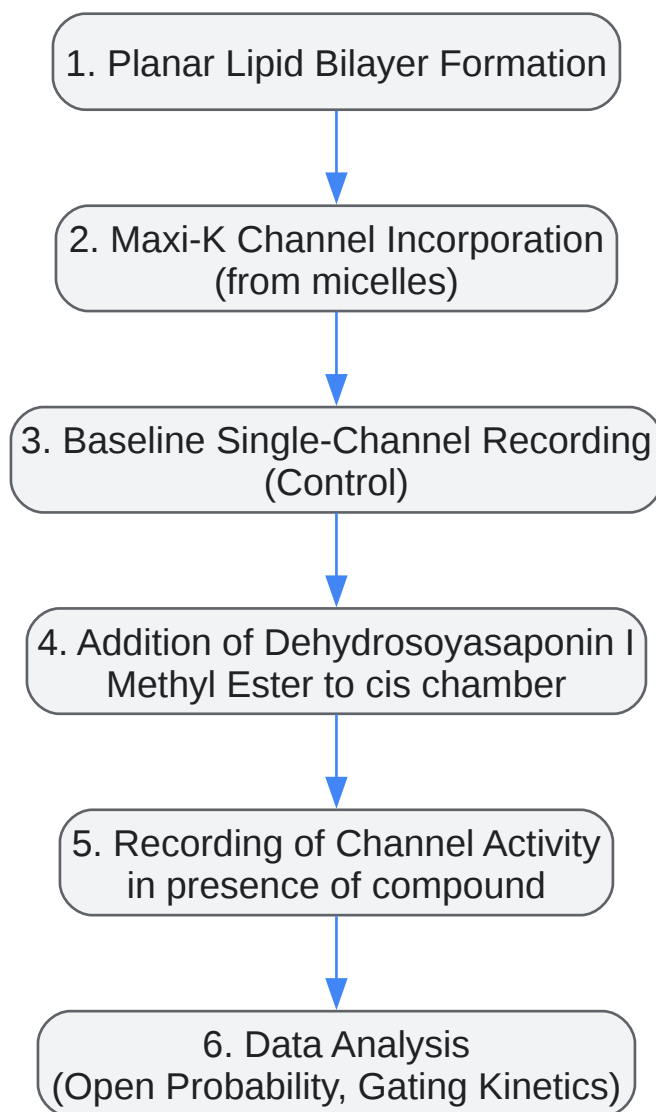 1. Planar Lipid Bilayer Formation
2. Maxi-K Channel Incorporation
(from micelles)
3. Baseline Single-Channel Recording
(Control)
4. Addition of Dehydrosoyasaponin I
Methyl Ester to cis chamber
5. Recording of Channel Activity
in presence of compound
6. Data Analysis
(Open Probability, Gating Kinetics)